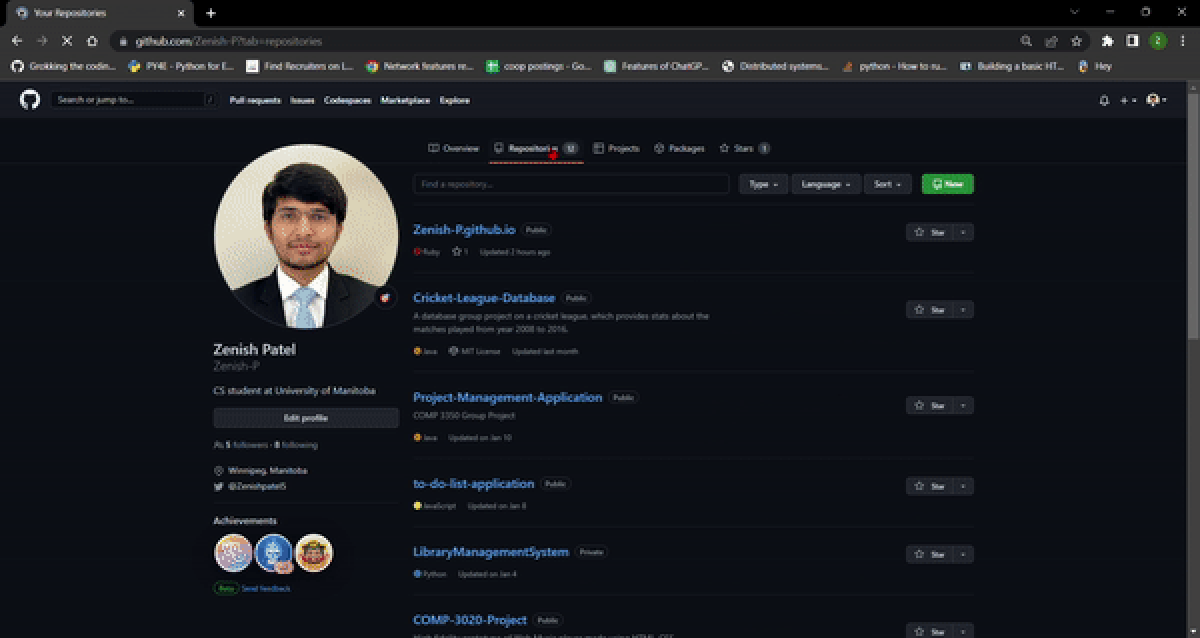 Your Repositories
github.com/Zenish-P?tab=repositories
Grokking the codin... PY4E - Python for E... Find Recruiters on L... Network features re... coop postings - Go... Features of ChatGP... Distributed systems... python - How to ru... Building a basic HT... Hey
Search or jump to... / Pull requests Issues Codespaces Marketplace Explore
Overview Repositories 12 Projects Packages Stars 1
Find a repository... Type Language Sort New
Zenish-P.github.io Public Star
Ruby 1 Updated 2 hours ago
Cricket-League-Database Public Star
A database group project on a cricket league, which provides stats about the
matches played from year 2008 to 2016.
Java MIT License Updated last month
Zenish Patel
Zenish-P
CS student at University of Manitoba
Edit profile
5 followers · 8 following
Winnipeg, Manitoba
@Zenishpatel5
Achievements
Beta Send feedback
Project-Management-Application Public Star
COMP 3350 Group Project
Java Updated on Jan 10
to-do-list-application Public Star
JavaScript Updated on Jan 8
LibraryManagementSystem Private Star
Python Updated on Jan 4
COMP-3020-Project Public Star